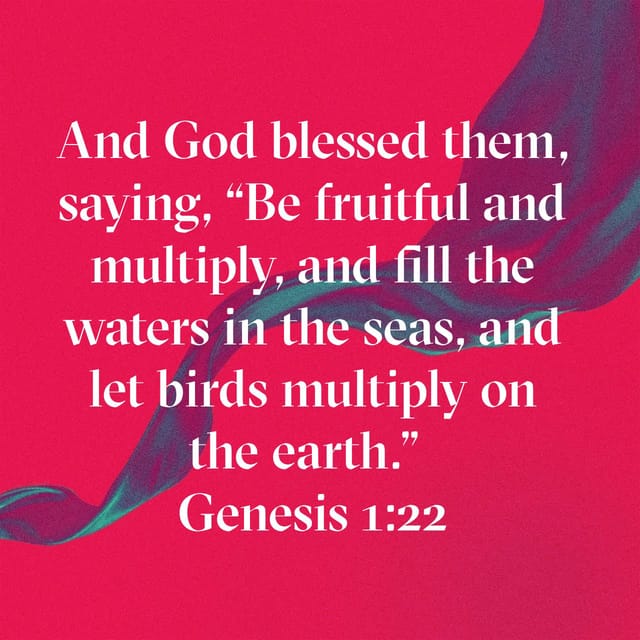 And God blessed them,
saying, “Be fruitful and
multiply, and fill the
waters in the seas, and
let birds multiply on
the earth.”
Genesis 1:22